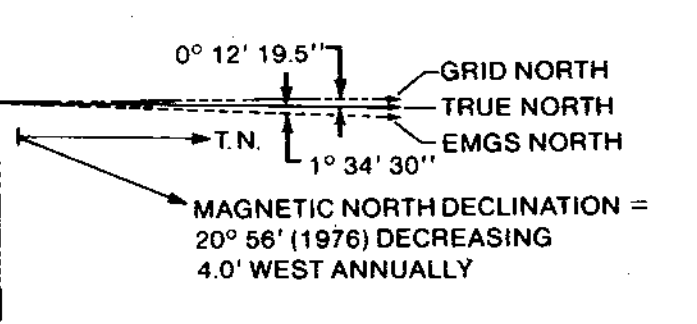 0° 12' 19.5"
GRID NORTH
TRUE NORTH
T.N.
EMGS NORTH
1° 34' 30"
MAGNETIC NORTH DECLINATION =
20° 56' (1976) DECREASING
4.0' WEST ANNUALLY